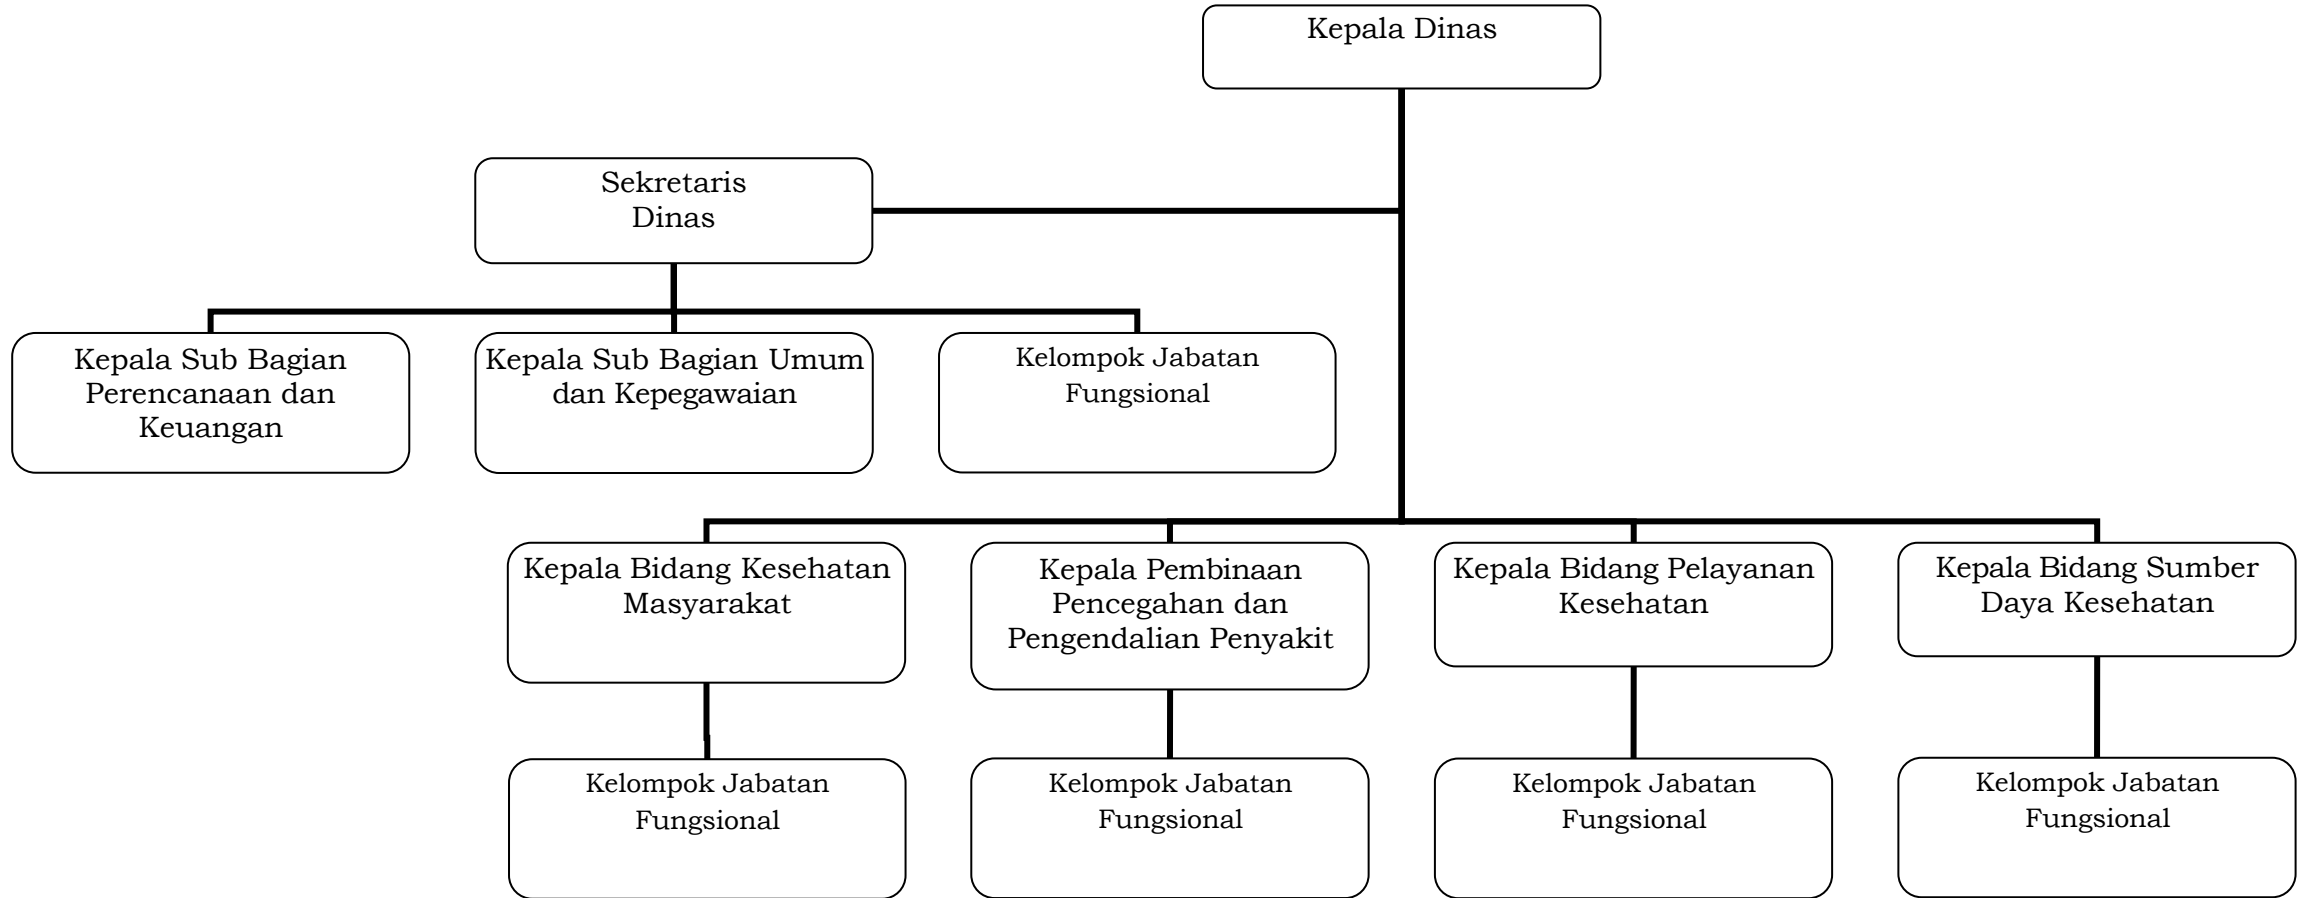 Kepala Dinas
Sekretaris
Dinas
Kepala Sub Bagian
Perencanaan dan
Keuangan
Kepala Sub Bagian Umum
dan Kepegawaian
Kelompok Jabatan
Fungsional
Kepala Bidang Kesehatan
Masyarakat
Kepala Pembinaan
Pencegahan dan
Pengendalian Penyakit
Kepala Bidang Pelayanan
Kesehatan
Kepala Bidang Sumber
Daya Kesehatan
Kelompok Jabatan
Fungsional
Kelompok Jabatan
Fungsional
Kelompok Jabatan
Fungsional
Kelompok Jabatan
Fungsional